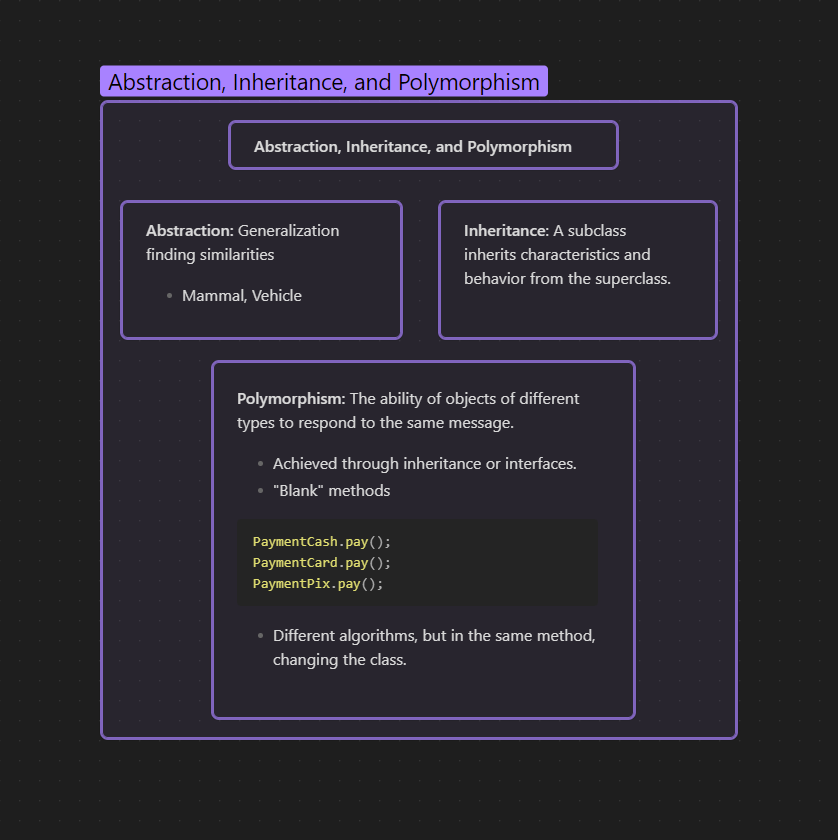 Abstraction, Inheritance, and Polymorphism
Abstraction, Inheritance, and Polymorphism
Abstraction: Generalization
finding similarities
Mammal, Vehicle
Inheritance: A subclass
inherits characteristics and
behavior from the superclass.
Polymorphism: The ability of objects of different
types to respond to the same message.
Achieved through inheritance or interfaces.
"Blank" methods
PaymentCash.pay();
PaymentCard.pay();
PaymentPix.pay();
Different algorithms, but in the same method,
changing the class.